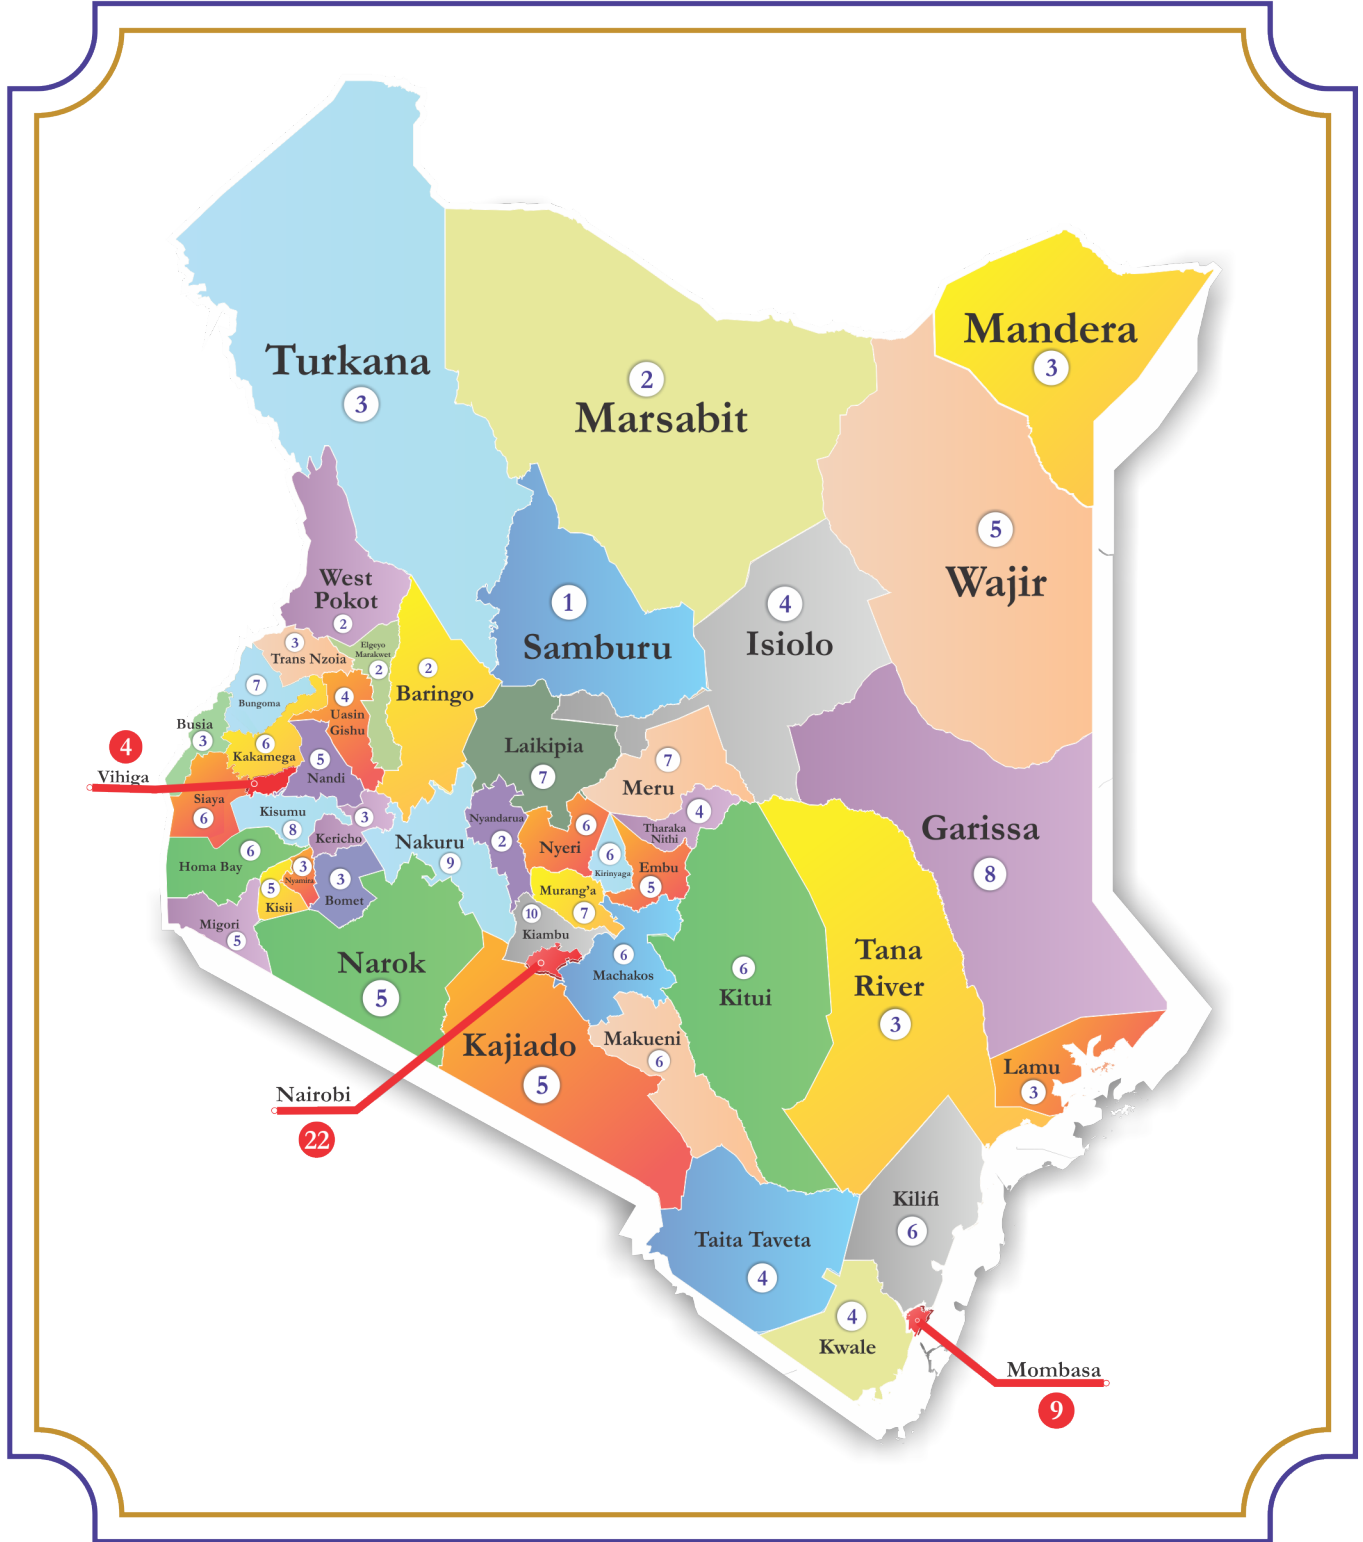 Turkana
3
2
Marsabit
Mandera
3
5
Wajir
West
Pokot
2
1
Samburu
4
Isiolo
3
Trans Nzoia
Elgeyo
Marakwet
2
2
Baringo
7
Bungoma
4
Uasin
Gishu
Busia
3
6
Kakamega
4
Vihiga
5
Nandi
Laikipia
7
7
Meru
Siaya
6
Kisumu
8
3
Kericho
Nakuru
9
Nyandarua
2
6
Nyeri
4
Tharaka
Nithi
6
Kirinyaga
Embu
5
Garissa
8
6
Homa Bay
3
Nyamira
5
Kisii
3
Bomet
Murang'a
7
10
Kiambu
Migori
5
Narok
5
6
Machakos
6
Kitui
Tana
River
3
Kajiado
5
Makueni
6
Lamu
3
Nairobi
22
Kilifi
6
Taita Taveta
4
4
Kwale
Mombasa
9